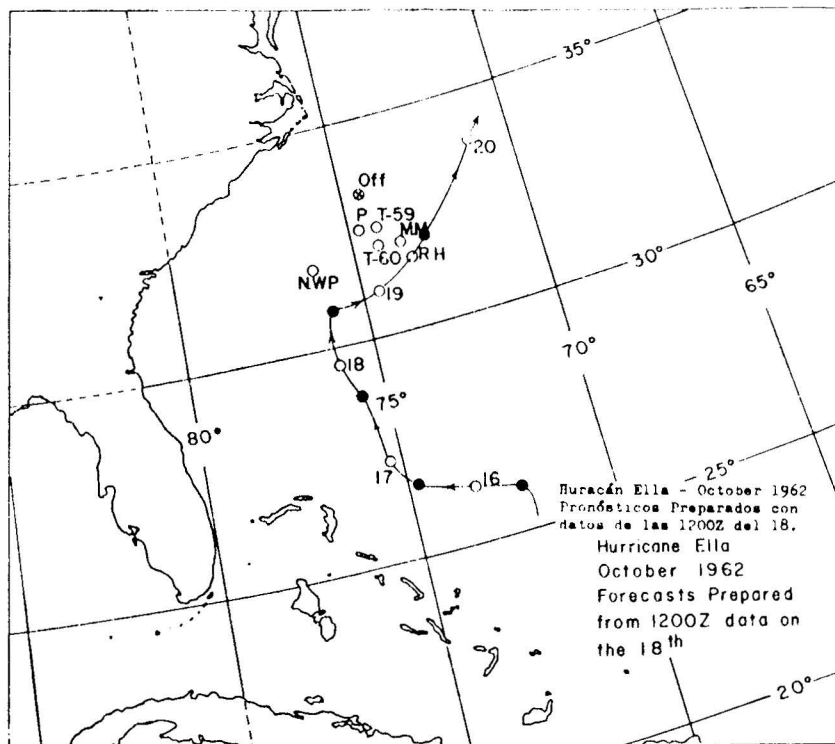 35°
20
Off
P T-59
MM
T-60 RH
30°
NWP
65°
19
70°
18
75°
80°
25°
17
16
Huracán Ella - October 1962
Pronósticos Preparados con
datos de las 1200Z del 18.
Hurricane Ella
October 1962
Forecasts Prepared
from 1200Z data on
the 18th
20°